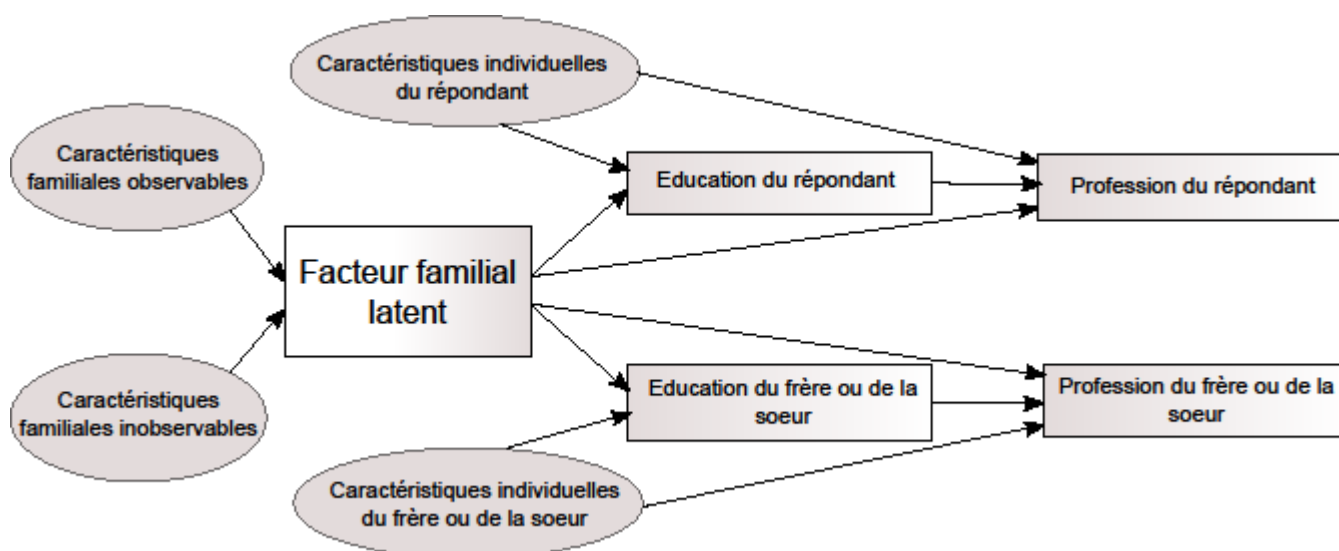 Caractéristiques individuelles
du répondant
Caractéristiques
familiales observables
Education du répondant
Profession du répondant
Facteur familial
latent
Education du frère ou de la
soeur
Profession du frère ou de la
soeur
Caractéristiques
familiales inobservables
Caractéristiques individuelles
du frère ou de la soeur